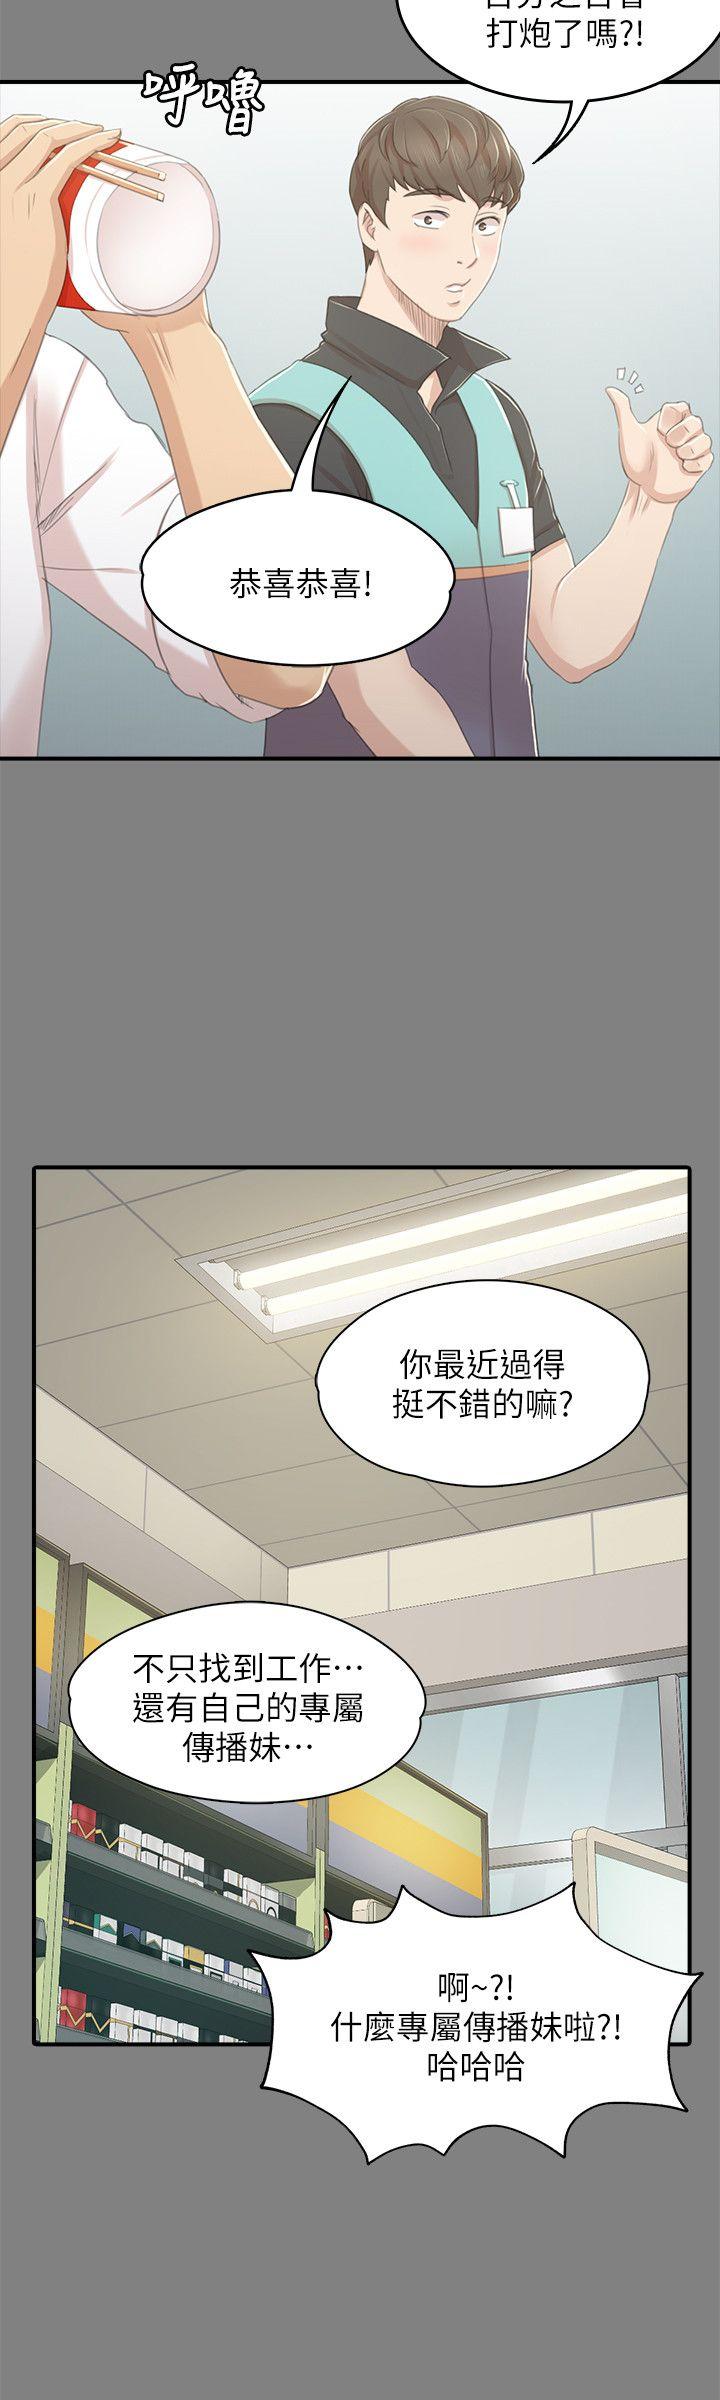 打炮了嗎?!
呼嚕
恭喜恭喜!
你最近過得
挺不錯的嘛?
不只找到工作…
還有自己的專屬
傳播妹…
啊~?!
什麼專屬傳播妹啦?!
哈哈哈